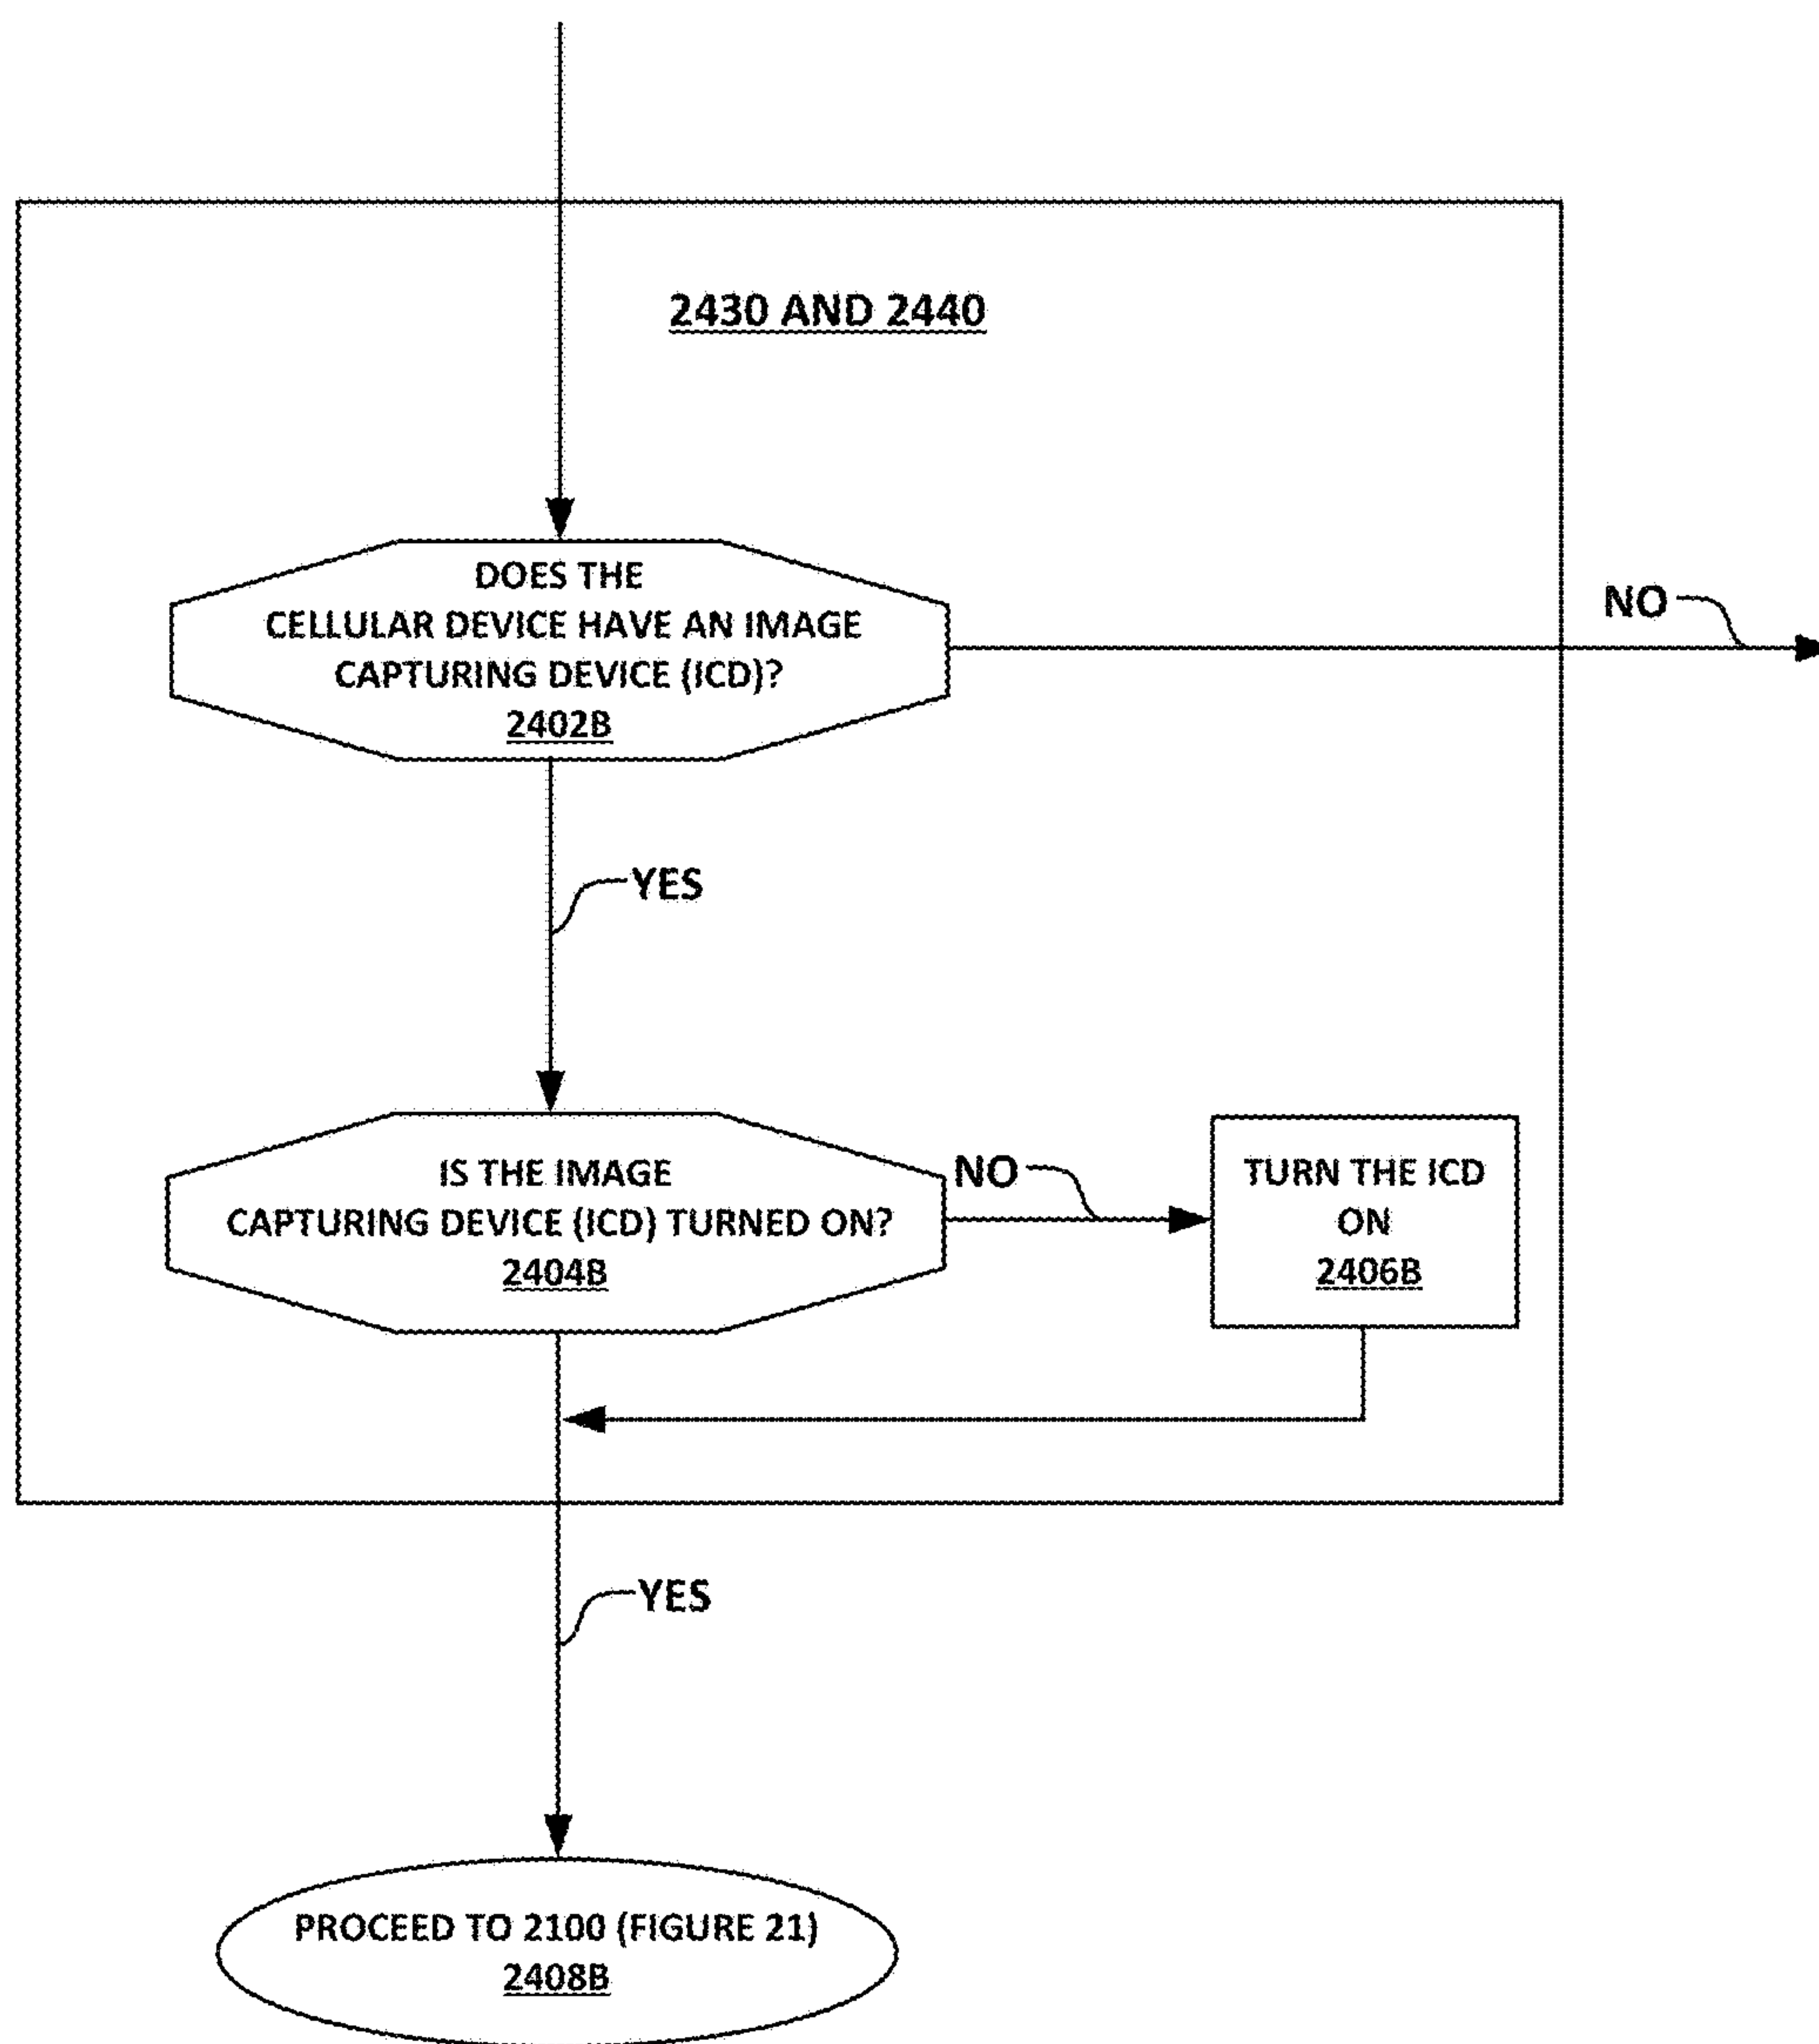 2430 AND 2440
DOES THE
CELLULAR DEVICE HAVE AN IMAGE
CAPTURING DEVICE (ICD)?
2402B
NO
YES
IS THE IMAGE
CAPTURING DEVICE (ICD) TURNED ON?
2404B
NO
TURN THE ICD
ON
2406B
YES
PROCEED TO 2100 (FIGURE 21)
2408B